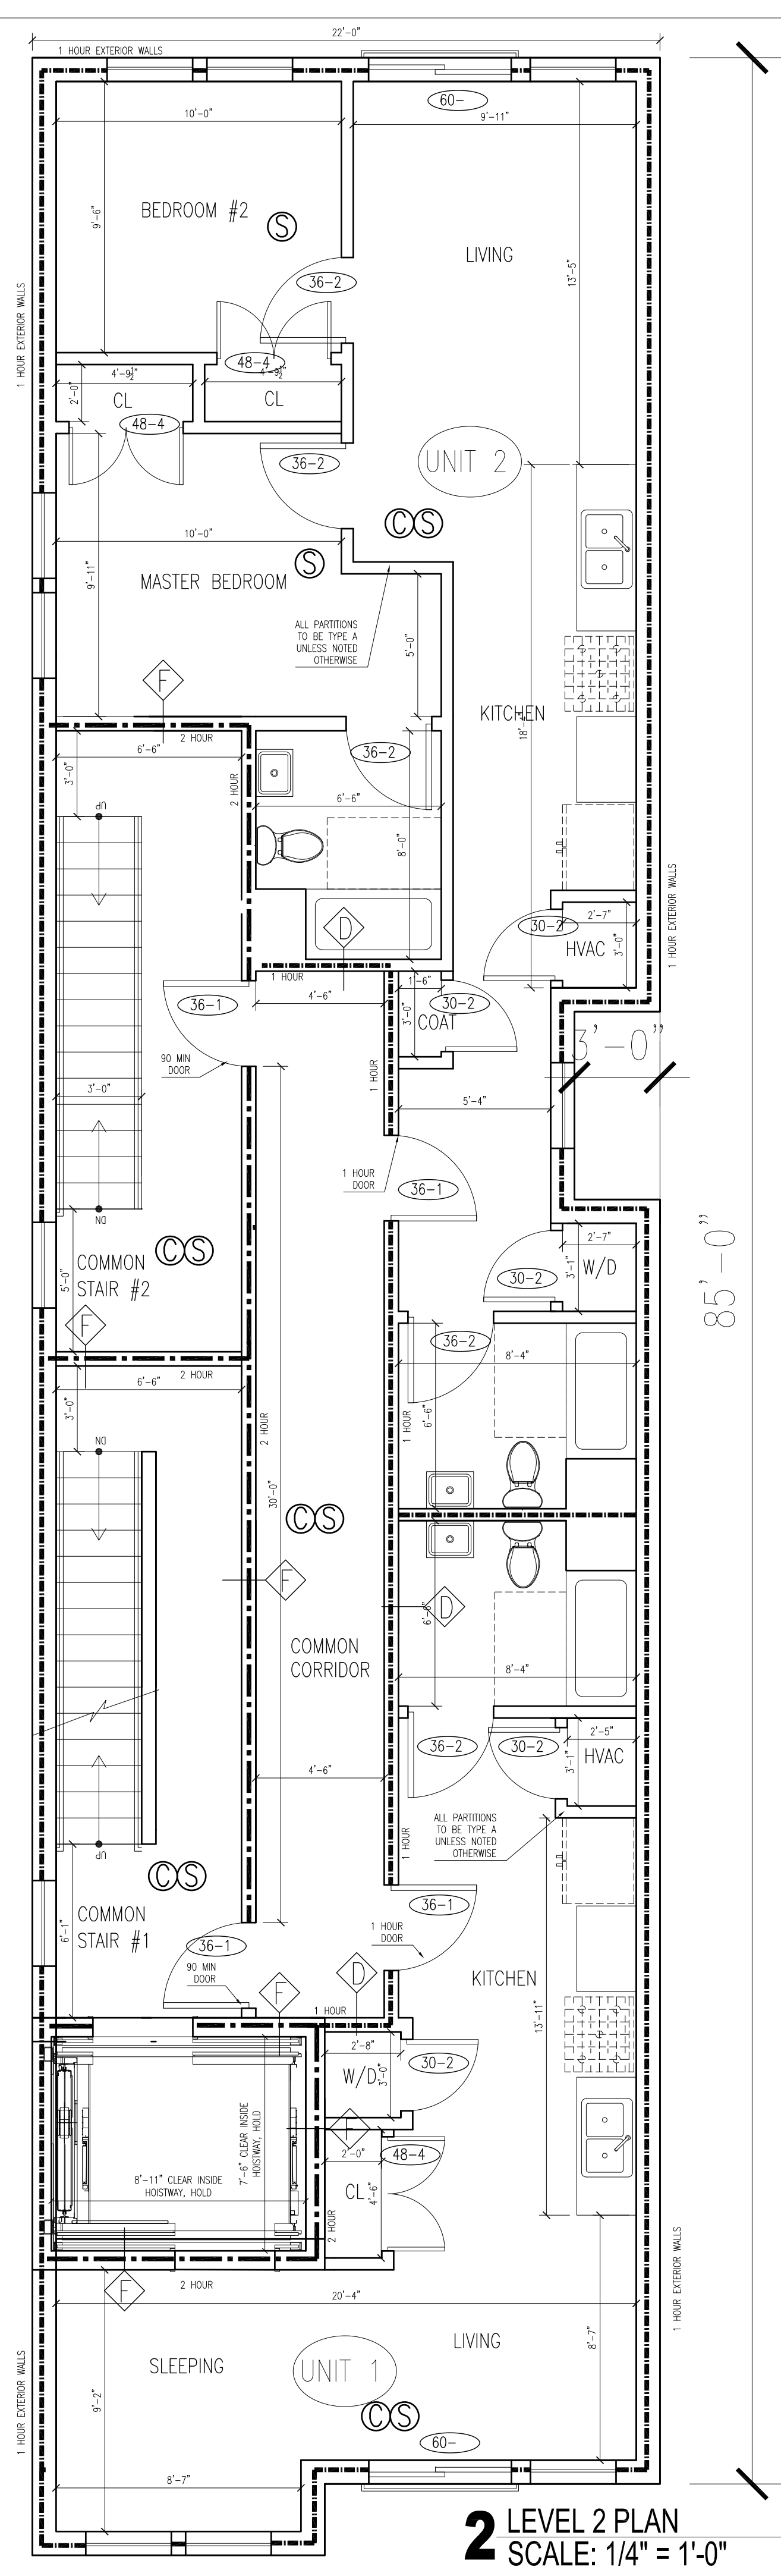 22'-0"
1 HOUR EXTERIOR WALLS
60-
10'-0"
9'-11"
BEDROOM #2
S
9'-6"
LIVING
13'-5"
36-2
1 HOUR EXTERIOR WALLS
48-4
4'-9½"
4'-9½"
2'-0"
CL
CL
48-4
36-2
UNIT 2
CS
10'-0"
S
9'-11"
MASTER BEDROOM
ALL PARTITIONS
TO BE TYPE A
UNLESS NOTED
OTHERWISE
5'-0"
F
KITCHEN
18'-4"
2 HOUR
6'-6"
3'-0"
2 HOUR
36-2
6'-6"
8'-0"
UP
1 HOUR EXTERIOR WALLS
D
30-2
2'-7"
HVAC
3'-0"
1 HOUR
1'-6"
36-1
4'-6"
30-2
3'-0"
COAT
3'-0"
90 MIN
DOOR
1 HOUR
3'-0"
5'-4"
1 HOUR
DOOR
36-1
DN
85'-0"
COMMON
STAIR #2
CS
5'-0"
2'-7"
3'-1"
W/D
30-2
F
36-2
8'-4"
2 HOUR
6'-6"
3'-0"
1 HOUR
6'-6"
2 HOUR
DN
30'-0"
CS
F
D
6'-8"
COMMON
CORRIDOR
8'-4"
36-2
30-2
2'-5"
HVAC
3'-1"
4'-6"
ALL PARTITIONS
TO BE TYPE A
UNLESS NOTED
OTHERWISE
1 HOUR
UP
CS
36-1
COMMON
STAIR #1
6'-1"
36-1
1 HOUR
DOOR
90 MIN
DOOR
D
F
KITCHEN
13'-11"
1 HOUR
2'-8"
W/D
3'-0"
30-2
7'-6" CLEAR INSIDE
HOISTWAY, HOLD
F
2'-0"
48-4
8'-11" CLEAR INSIDE
HOISTWAY, HOLD
CL
4'-6"
2 HOUR
F
2 HOUR
20'-4"
1 HOUR EXTERIOR WALLS
LIVING
8'-7"
SLEEPING
UNIT 1
9'-2"
1 HOUR EXTERIOR WALLS
CS
60-
8'-7"
2 LEVEL 2 PLAN
SCALE: 1/4" = 1'-0"